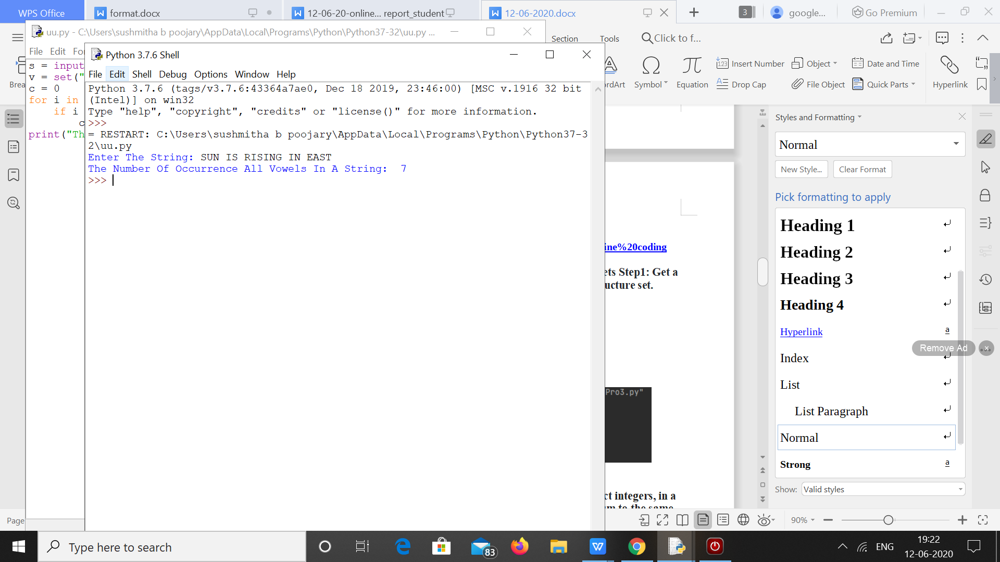 WPS Office
format.docx
12-06-20-online... report_student
12-06-2020.docx
3
google...
Go Premium
uu.py - C:\Users\sushmitha b poojary\AppData\Local\Programs\Python\Python37-32\uu.py ...
Section
Tools
Click to f...
File Edit Fo
Python 3.7.6 Shell
File Edit Shell Debug Options Window Help
Brea
s = input
v = set("
c = 0
for i in
if i
c
print("Th
Python 3.7.6 (tags/v3.7.6:43364a7ae0, Dec 18 2019, 23:46:00) [MSC v.1916 32 bit
(Intel)] on win32
Type "help", "copyright", "credits" or "license()" for more information.
>>>
= RESTART: C:\Users\sushmitha b poojary\AppData\Local\Programs\Python\Python37-3
2\uu.py
Enter The String: SUN IS RISING IN EAST
The Number Of Occurrence All Vowels In A String:  7
>>>
ordArt
Symbol
Equation
Insert Number
Drop Cap
Object
File Object
Date and Time
Quick Parts
Hyperlink
ine%20coding
ets Step1: Get a
ucture set.
Pro3.py"
ct integers, in a
Styles and Formatting
Normal
New Style...
Clear Format
Pick formatting to apply
Heading 1
Heading 2
Heading 3
Heading 4
Hyperlink a
Remove Ad
Index
List
List Paragraph
Normal
Strong a
Show: Valid styles
Page
90%
Type here to search
83
ENG
19:22
12-06-2020